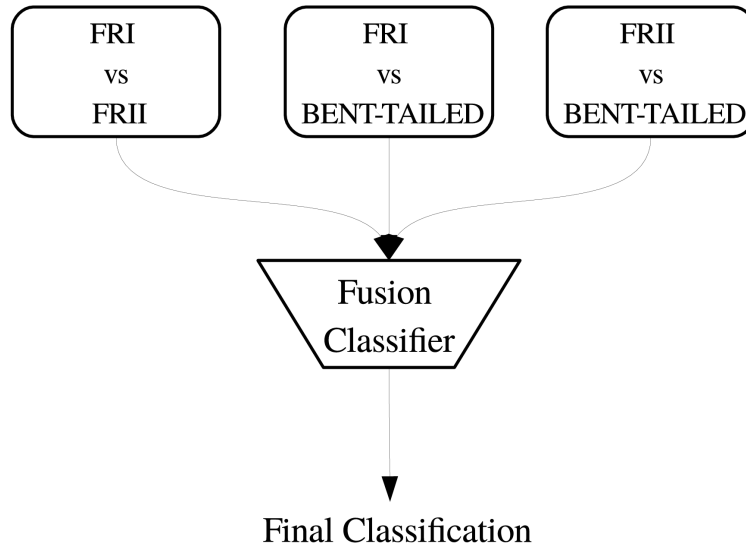 FRI
vs
FRII
FRI
vs
BENT-TAILED
FRII
vs
BENT-TAILED
Fusion
Classifier
Final Classification